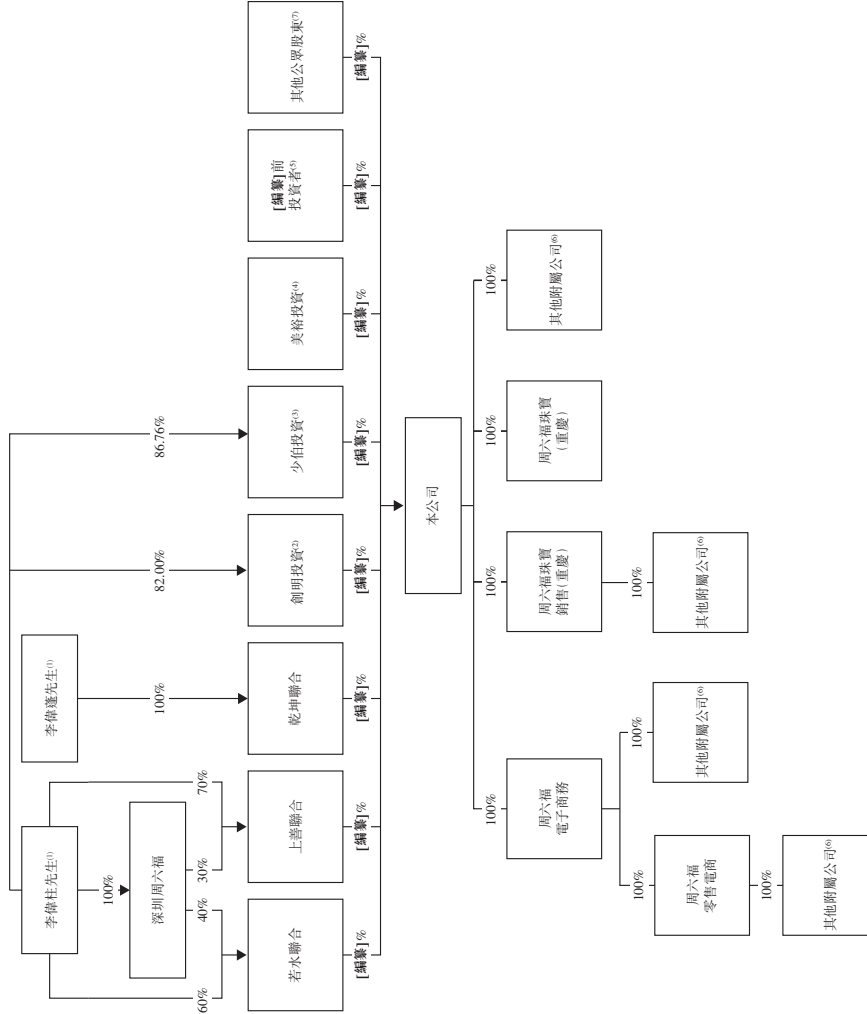 李偉柱先生(1)
李偉蓬先生(1)
100%
深圳周六福
60%
40%
30%
70%
100%
82.00%
86.76%
若水聯合
上善聯合
乾坤聯合
創明投資(2)
少伯投資(3)
美裕投資(4)
[編纂]前
投資者(5)
其他公眾股東(7)
[編纂]%
[編纂]%
[編纂]%
[編纂]%
[編纂]%
[編纂]%
[編纂]%
[編纂]%
本公司
100%
100%
100%
100%
周六福
電子商務
周六福珠寶
銷售(重慶)
周六福珠寶
(重慶)
其他附屬公司(6)
100%
100%
100%
周六福
零售電商
其他附屬公司(6)
其他附屬公司(6)
100%
其他附屬公司(6)